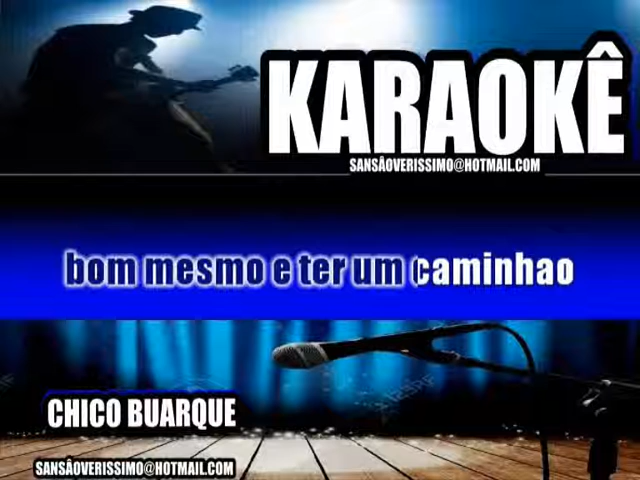 KARAOKÊ
SANSÃOVERISSIMO@HOTMAIL.COM
bom mesmo e ter um caminhao
CHICO BUARQUE
SANSÃOVERISSIMO@HOTMAIL.COM